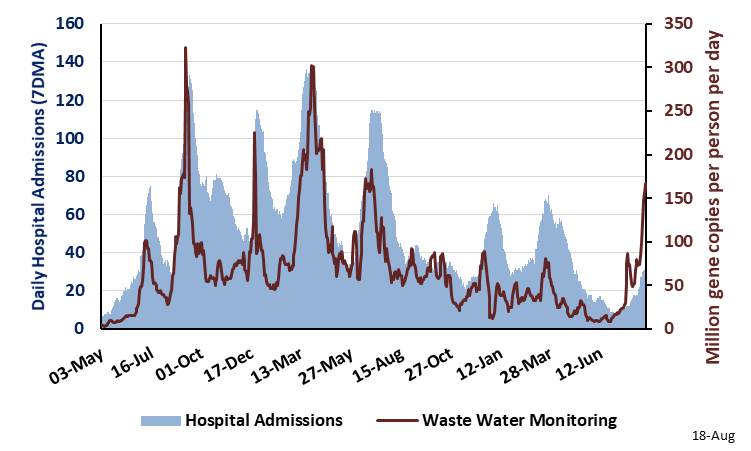 160
140
120
100
80
60
40
20
0
Daily Hospital Admissions (7DMA)
350
300
250
200
150
100
50
0
Million gene copies per person per day
03-May
16-Jul
01-Oct
17-Dec
13-Mar
27-May
15-Aug
27-Oct
12-Jan
28-Mar
12-Jun
Hospital Admissions
Waste Water Monitoring
18-Aug